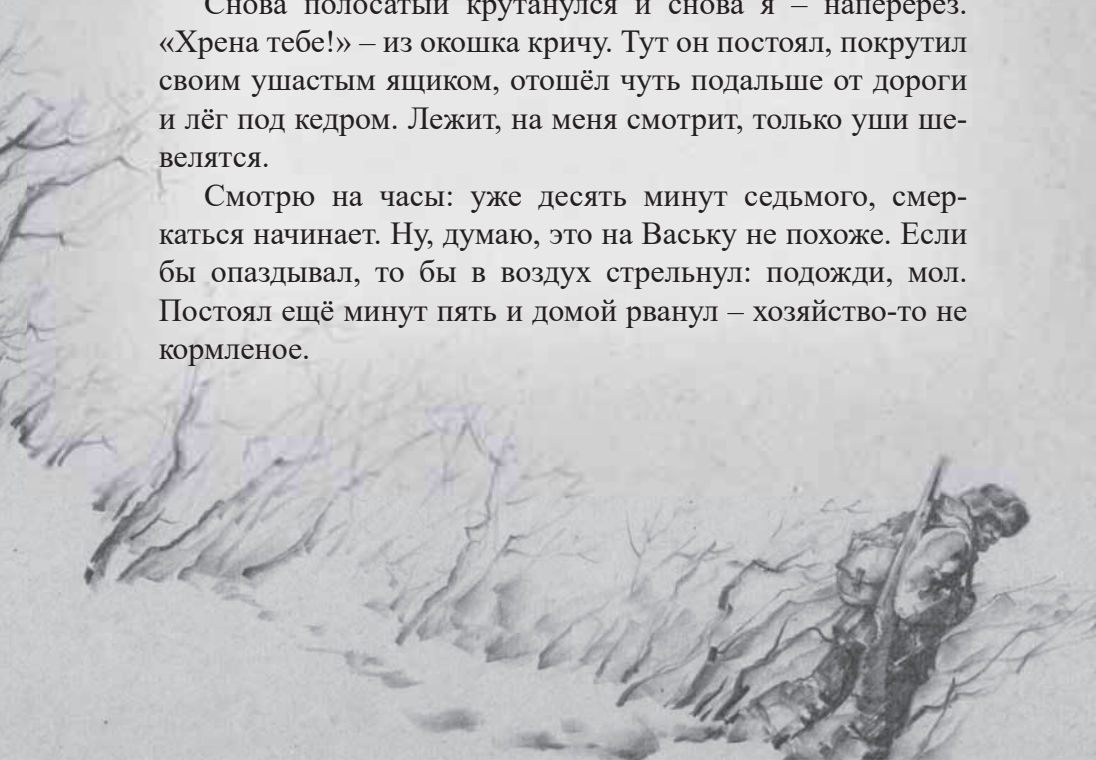 Снова полосатый крутанулся и снова я – наперерез.
«Хрена тебе!» – из окошка кричу. Тут он постоял, покрутил
своим ушастым ящиком, отошёл чуть подальше от дороги
и лёг под кедром. Лежит, на меня смотрит, только уши ше-
велятся.
Смотрю на часы: уже десять минут седьмого, смер-
каться начинает. Ну, думаю, это на Ваську не похоже. Если
бы опаздывал, то бы в воздух стрельнул: подожди, мол.
Постоял ещё минут пять и домой рванул – хозяйство-то не
кормленое.